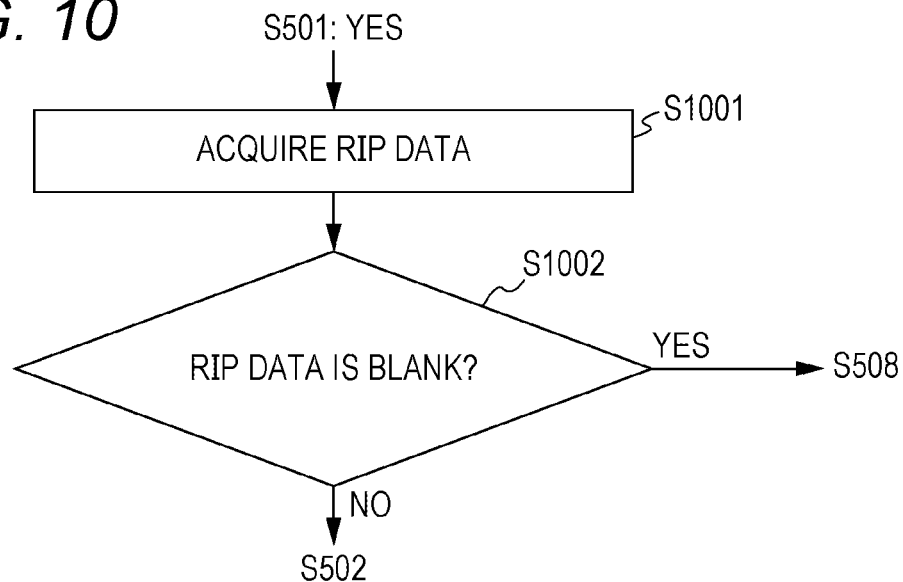 G. 10
S501: YES
S1001
ACQUIRE RIP DATA
S1002
RIP DATA IS BLANK?
YES
S508
NO
S502